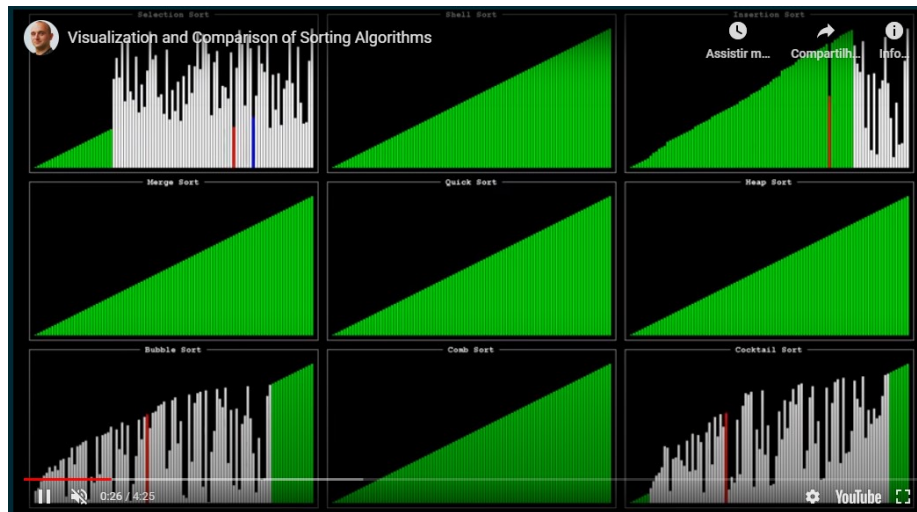 Selection Sort
Shell Sort
Insertion Sort
Visualization and Comparison of Sorting Algorithms
Assistir m...
Compartilh...
Info...
Merge Sort
Quick Sort
Heap Sort
Bubble Sort
Comb Sort
Cocktail Sort
0:26 / 4:25
YouTube